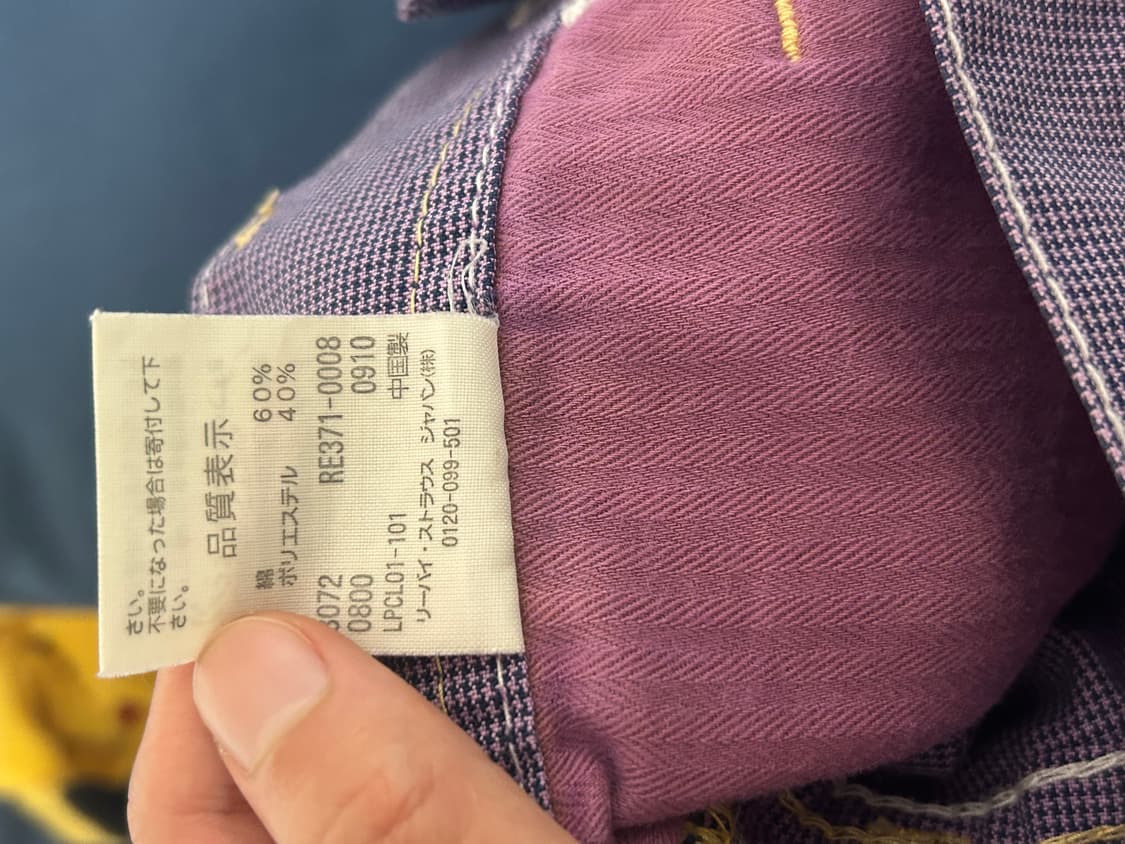 さい。
不要になった場合は寄付して下
さい。
品質表示
綿 60%
ポリエステル 40%
3072 RE371-0008
0800 0910
LPCL01-101 中国製
リーバイ・ストラウス ジャパン(株)
0120-099-501